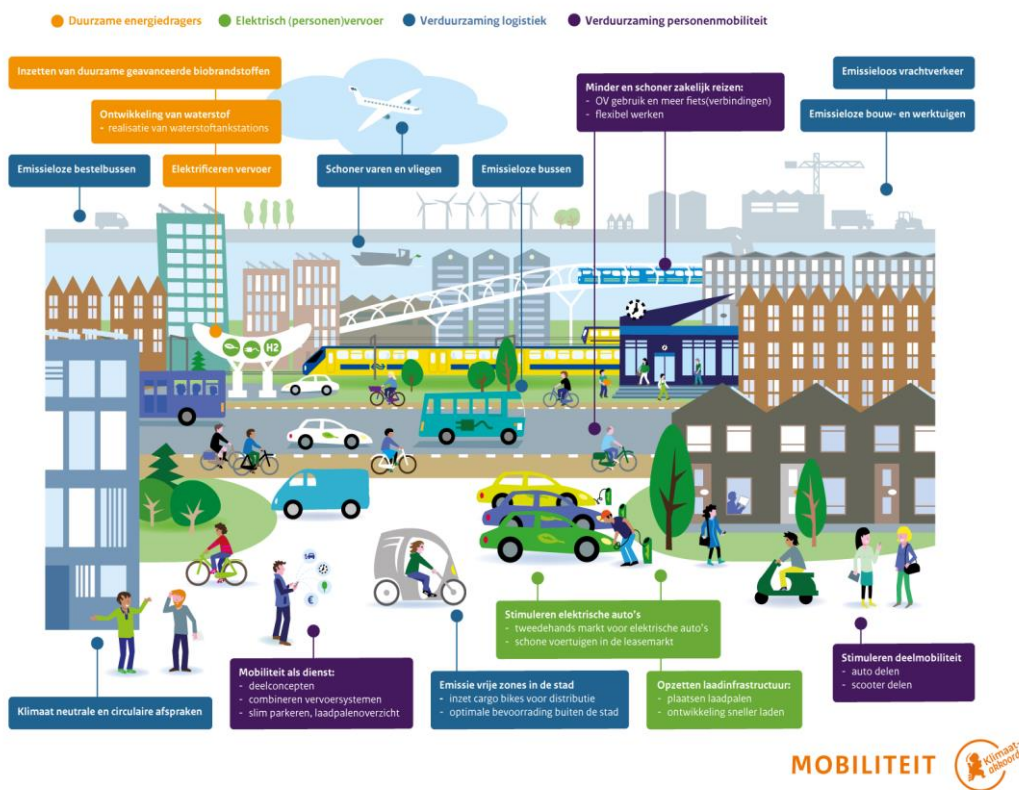 Duurzame energiedragers
Elektrisch (personen)vervoer
Verduurzaming logistiek
Verduurzaming personenmobiliteit
Inzetten van duurzame geavanceerde biobrandstoffen
Ontwikkeling van waterstof
- realisatie van waterstoftankstations
Emissieloze bestelbussen
Elektrificeren vervoer
Schoner varen en vliegen
Emissieloze bussen
Minder en schoner zakelijk reizen:
- OV gebruik en meer fiets(verbindingen)
- flexibel werken
Emissieloos vrachtverkeer
Emissieloze bouw- en werktuigen
H2
Stimuleren elektrische auto's
- tweedehands markt voor elektrische auto's
- schone voertuigen in de leasemarkt
Klimaat neutrale en circulaire afspraken
Mobiliteit als dienst:
- deelconcepten
- combineren vervoersystemen
- slim parkeren, laadpalenoverzicht
Emissie vrije zones in de stad
- inzet cargo bikes voor distributie
- optimale bevoorrading buiten de stad
Opzetten laadinfrastructuur:
- plaatsen laadpalen
- ontwikkeling sneller laden
Stimuleren deelmobiliteit
- auto delen
- scooter delen
€
MOBILITEIT
Klimaat-
akkoord